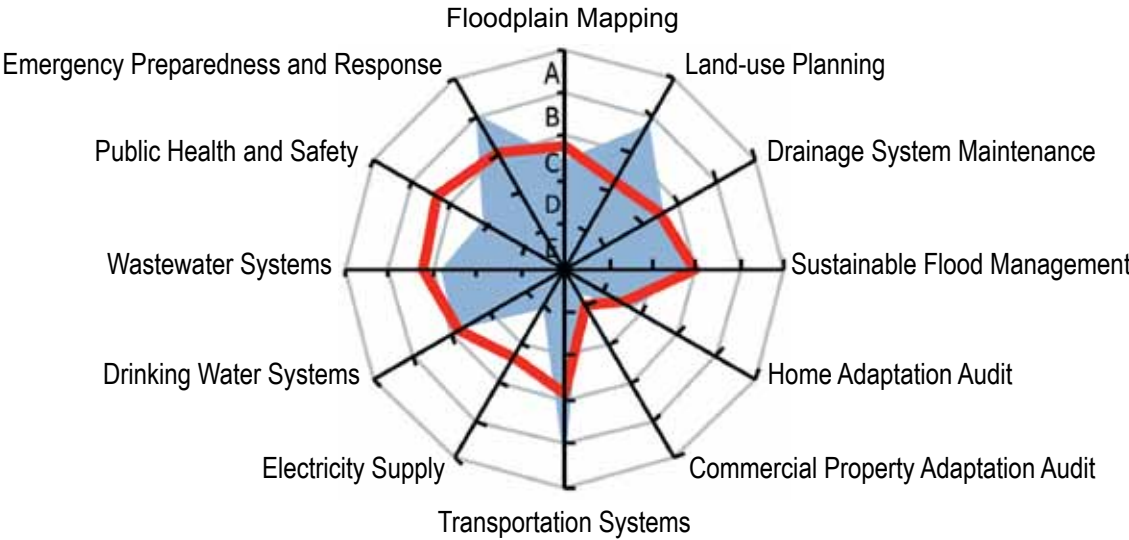 Floodplain Mapping
Emergency Preparedness and Response
Land-use Planning
A
B
Public Health and Safety
Drainage System Maintenance
C
D
E
Wastewater Systems
Sustainable Flood Management
Drinking Water Systems
Home Adaptation Audit
Electricity Supply
Commercial Property Adaptation Audit
Transportation Systems